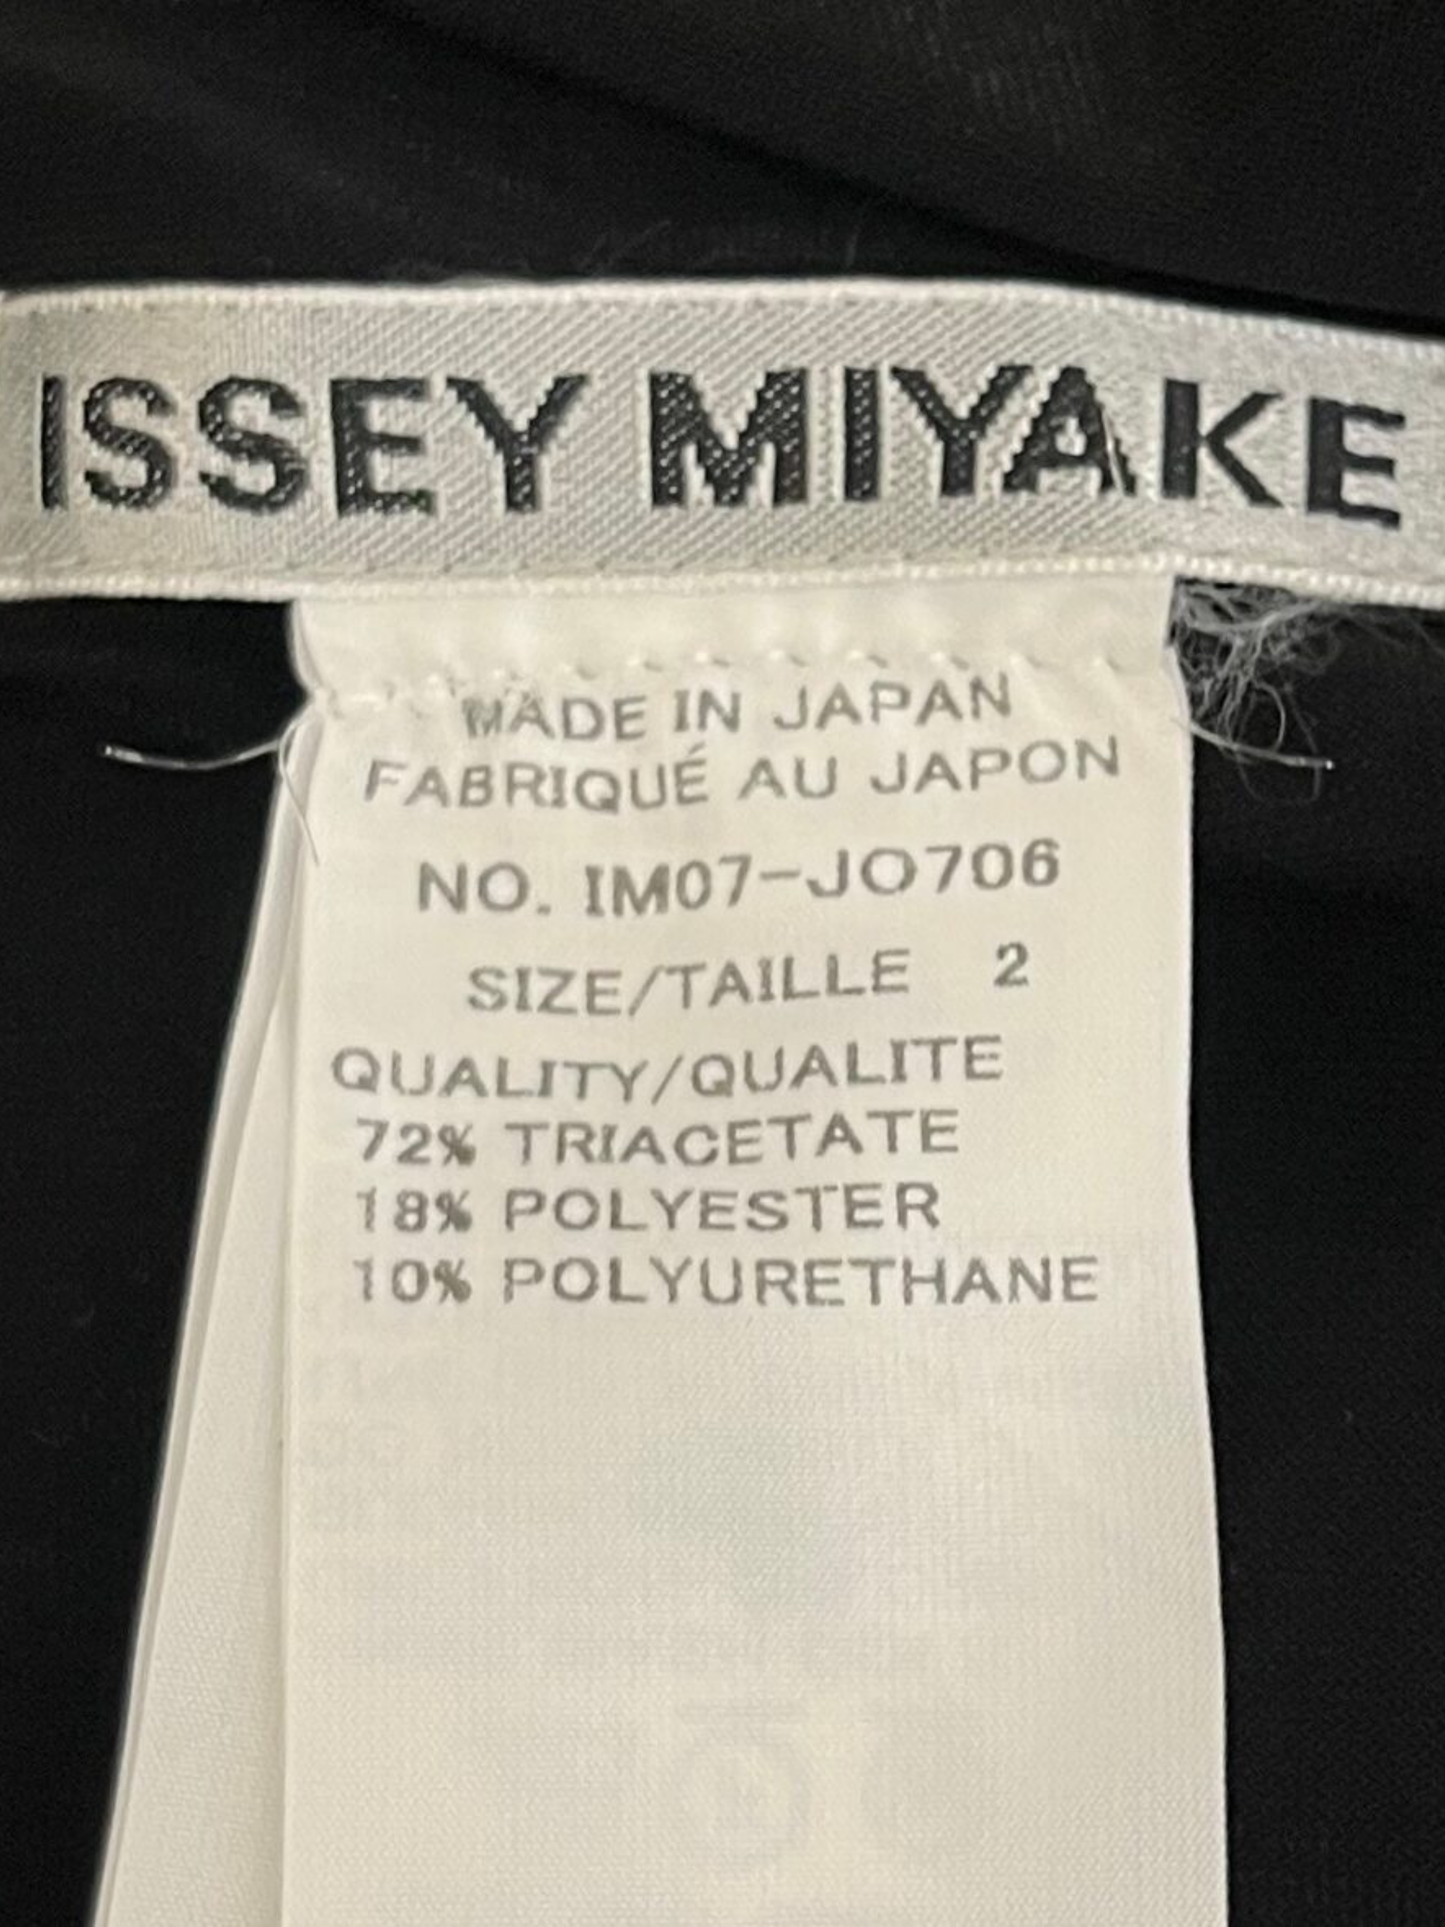 ISSEY MIYAKE
MADE IN JAPAN
FABRIQUÉ AU JAPON
NO. IM07-JO706
SIZE/TAILLE 2
QUALITY/QUALITE
72% TRIACETATE
18% POLYESTER
10% POLYURETHANE